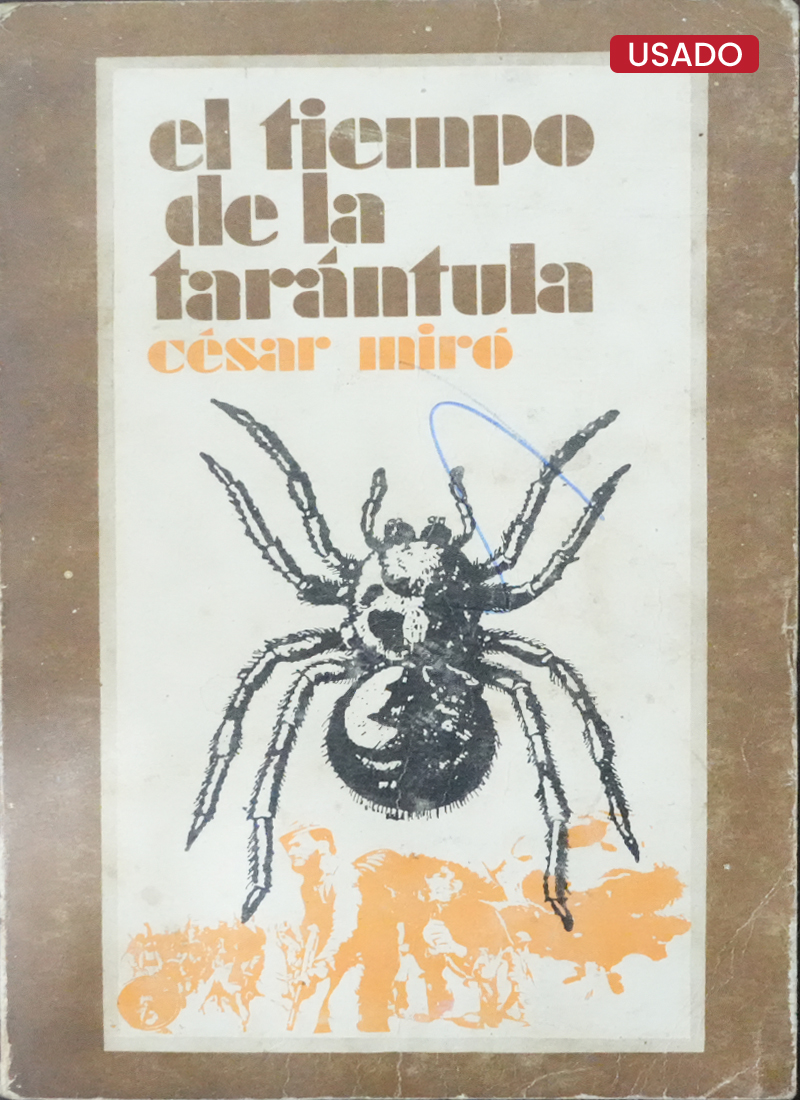 USADO
el tiempo
de la
tarántula
césar miró